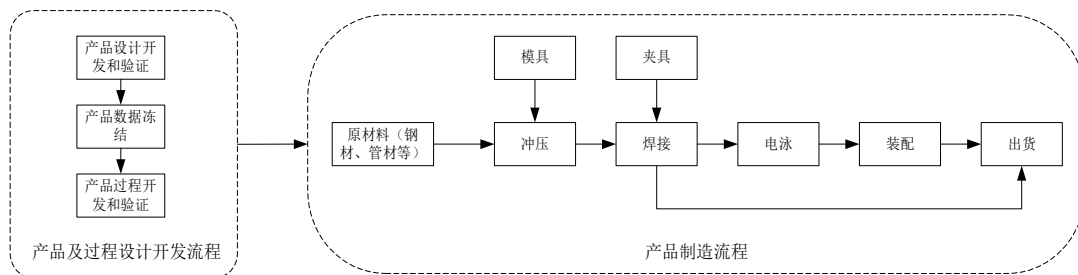 产品设计开
发和验证
产品数据冻
结
产品过程开
发和验证
产品及过程设计开发流程
模具
夹具
原材料（钢
材、管材等）
冲压
焊接
电泳
装配
出货
产品制造流程